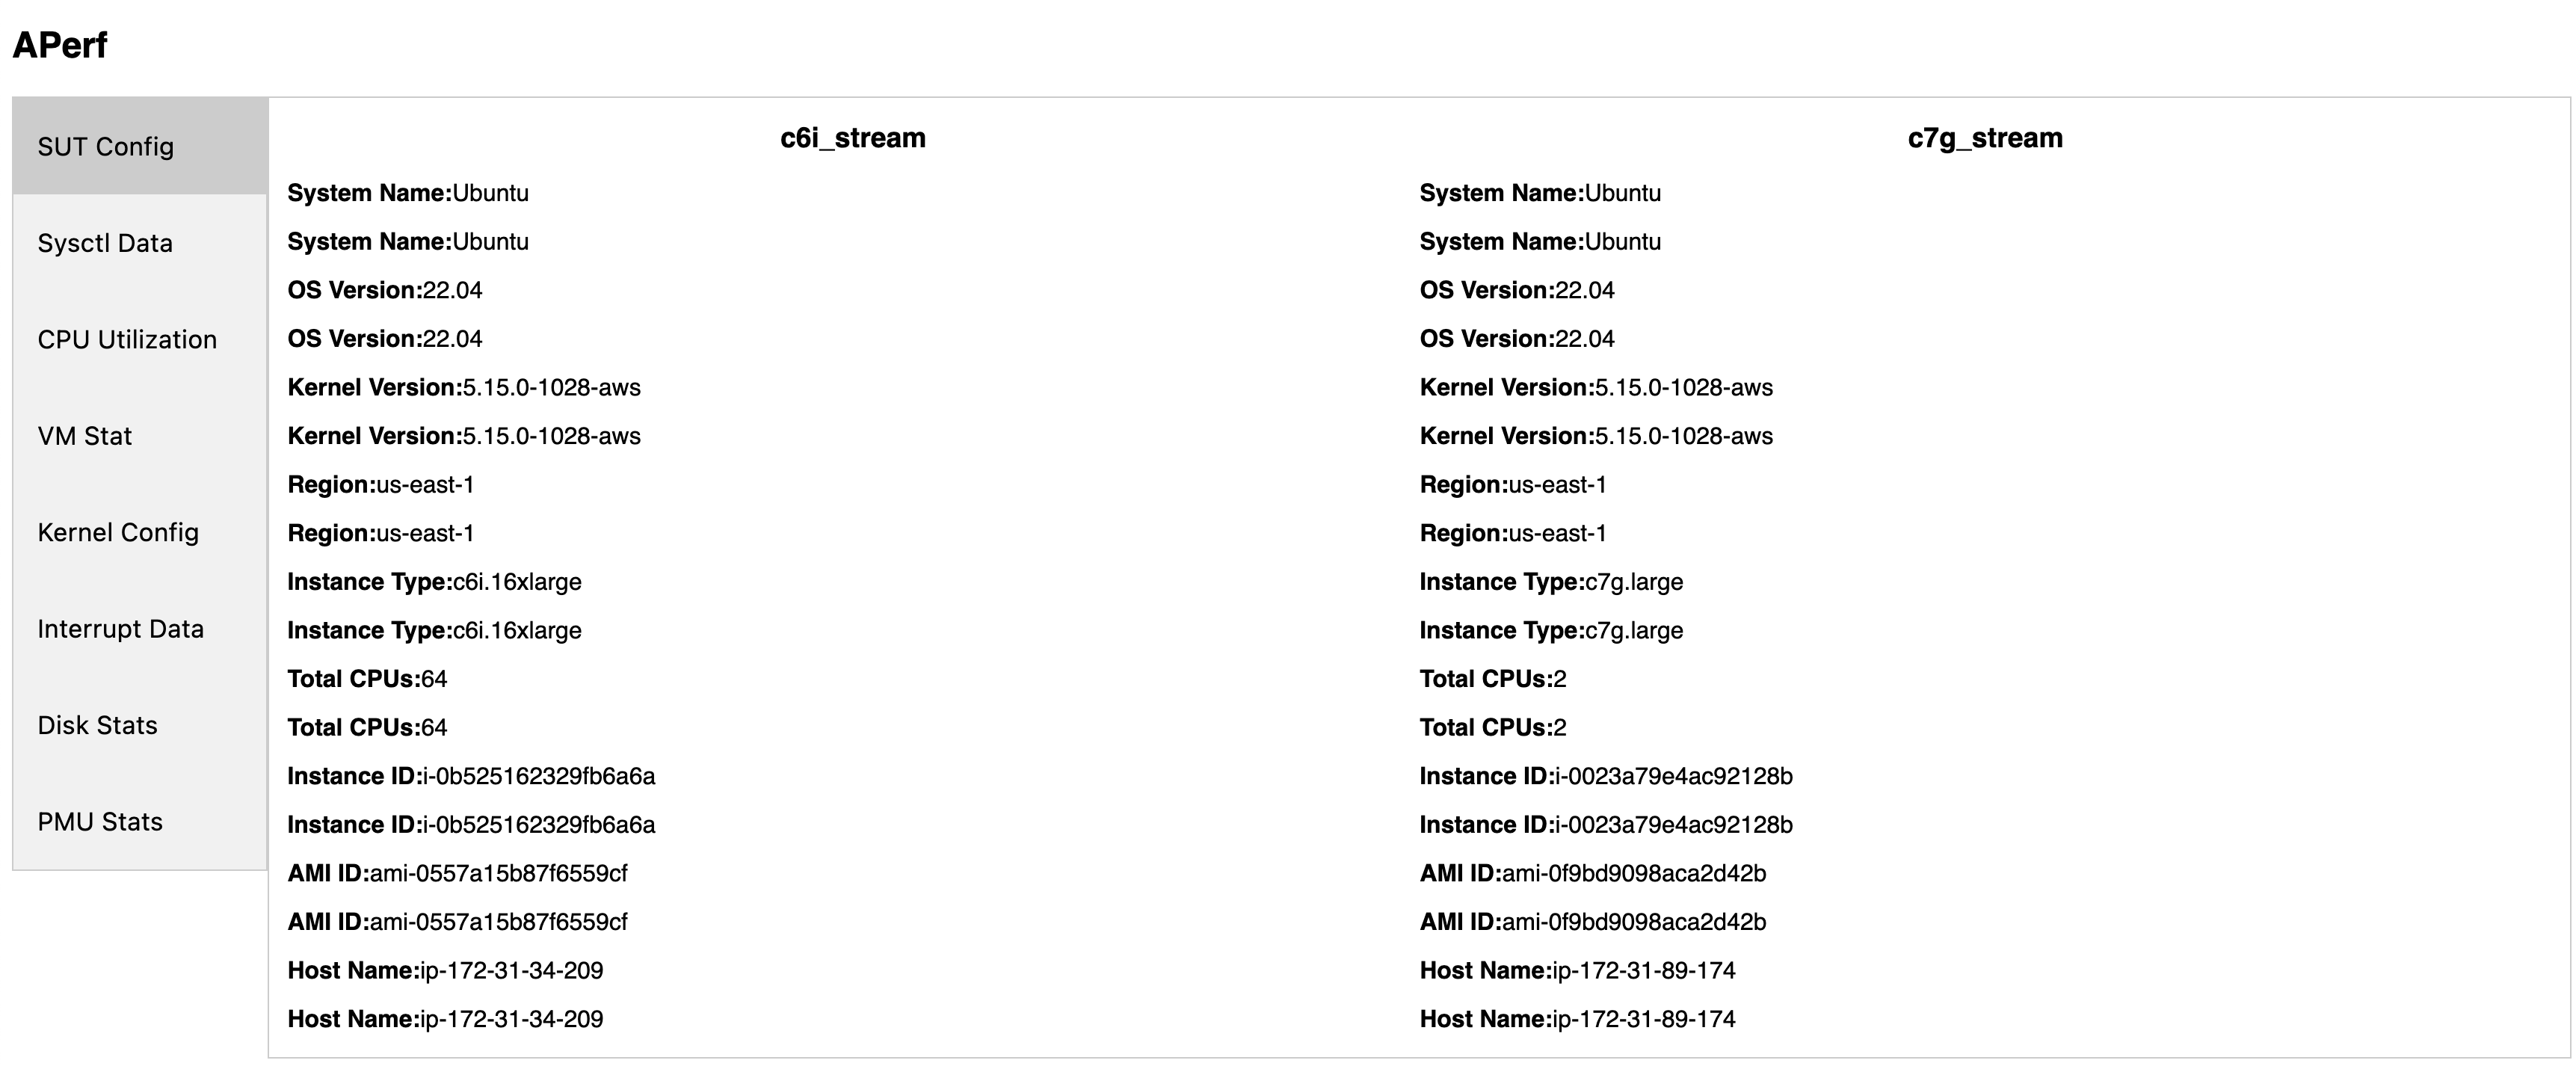 APerf
SUT Config
Sysctl Data
CPU Utilization
VM Stat
Kernel Config
Interrupt Data
Disk Stats
PMU Stats
c6i_stream
System Name:Ubuntu
System Name:Ubuntu
OS Version:22.04
OS Version:22.04
Kernel Version:5.15.0-1028-aws
Kernel Version:5.15.0-1028-aws
Region:us-east-1
Region:us-east-1
Instance Type:c6i.16xlarge
Instance Type:c6i.16xlarge
Total CPUs:64
Total CPUs:64
Instance ID:i-0b525162329fb6a6a
Instance ID:i-0b525162329fb6a6a
AMI ID:ami-0557a15b87f6559cf
AMI ID:ami-0557a15b87f6559cf
Host Name:ip-172-31-34-209
Host Name:ip-172-31-34-209
c7g_stream
System Name:Ubuntu
System Name:Ubuntu
OS Version:22.04
OS Version:22.04
Kernel Version:5.15.0-1028-aws
Kernel Version:5.15.0-1028-aws
Region:us-east-1
Region:us-east-1
Instance Type:c7g.large
Instance Type:c7g.large
Total CPUs:2
Total CPUs:2
Instance ID:i-0023a79e4ac92128b
Instance ID:i-0023a79e4ac92128b
AMI ID:ami-0f9bd9098aca2d42b
AMI ID:ami-0f9bd9098aca2d42b
Host Name:ip-172-31-89-174
Host Name:ip-172-31-89-174